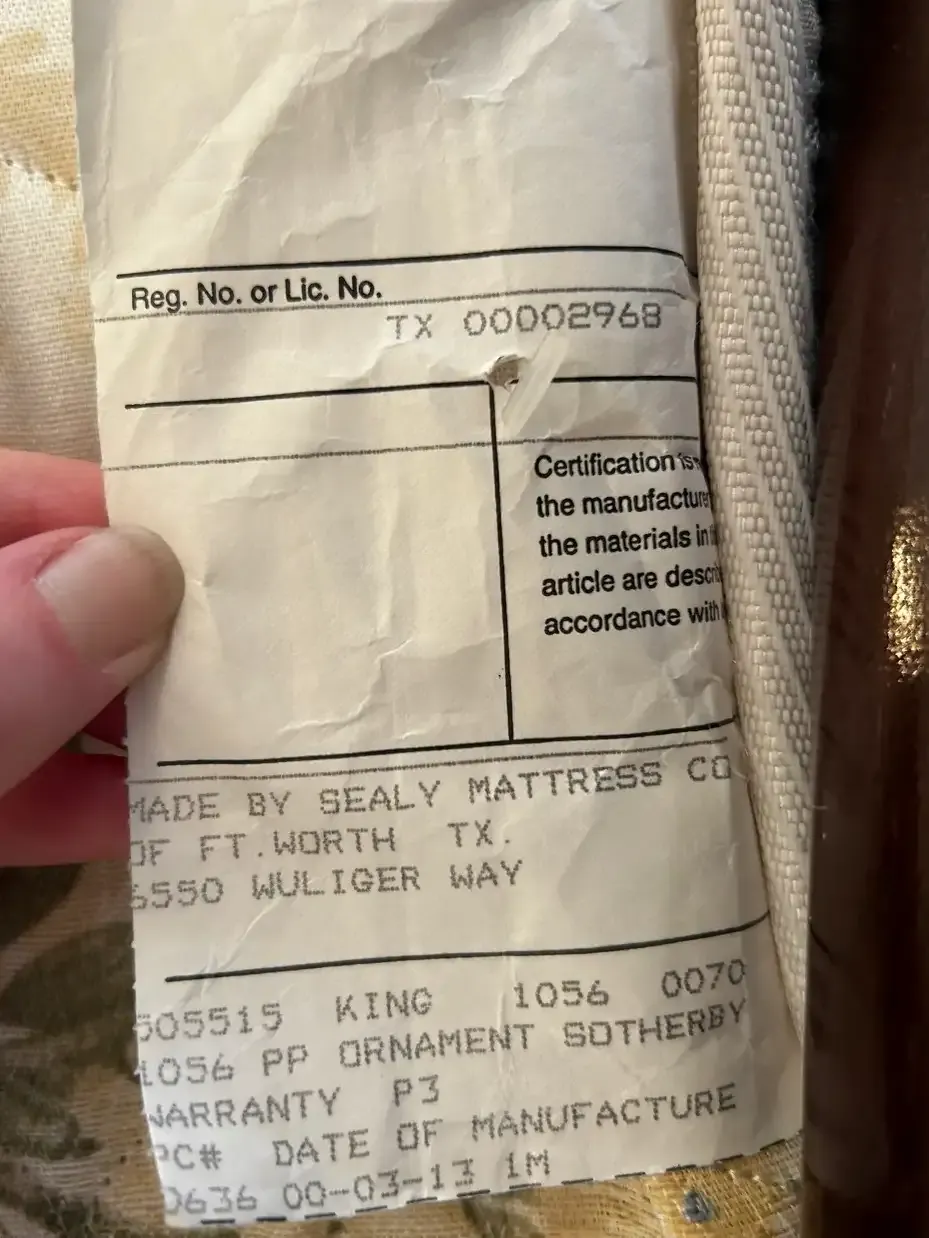 Reg. No. or Lic. No.
TX 00002968
Certification is
the manufacturer
the materials in
article are descri
accordance with
MADE BY SEALY MATTRESS CO
OF FT.WORTH TX.
6550 WULIGER WAY
505515 KING 1056 0070
1056 PP ORNAMENT SOTHERBY
WARRANTY P3
PC# DATE OF MANUFACTURE
0636 00-03-13 1M